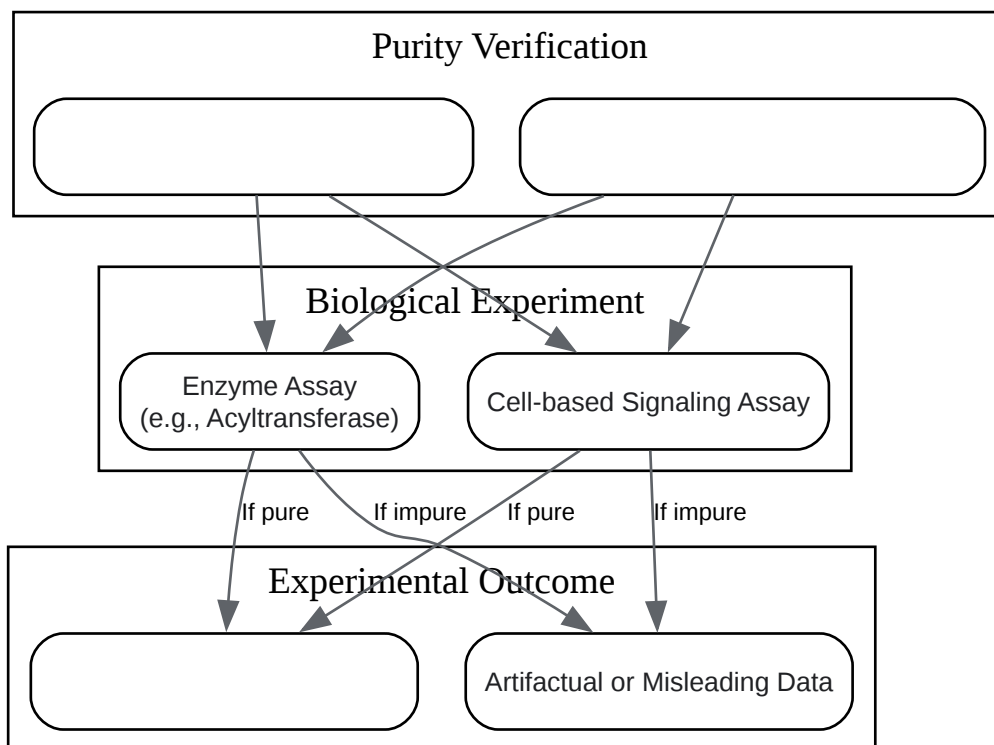 Purity Verification
Biological Experiment
Enzyme Assay
(e.g., Acyltransferase)
Cell-based Signaling Assay
If pure
If impure
If pure
If impure
Experimental Outcome
Artifactual or Misleading Data